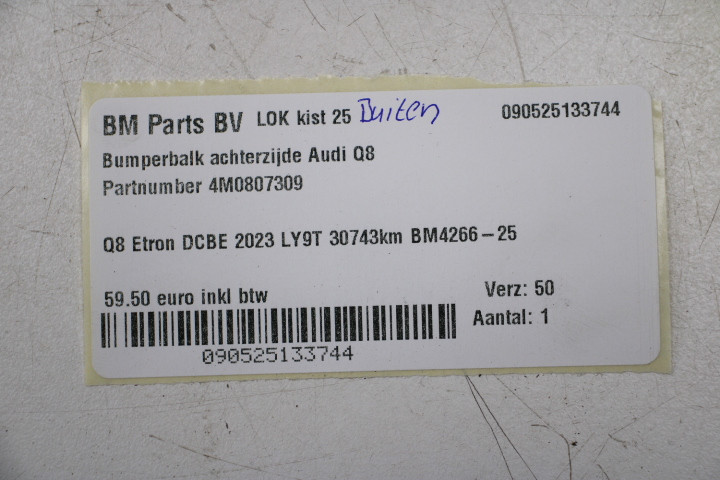 BM Parts BV LOK kist 25 Buiten 090525133744
Bumperbalk achterzijde Audi Q8
Partnumber 4M0807309
Q8 Etron DCBE 2023 LY9T 30743km BM4266-25
59.50 euro inkl btw Verz: 50
Aantal: 1
090525133744